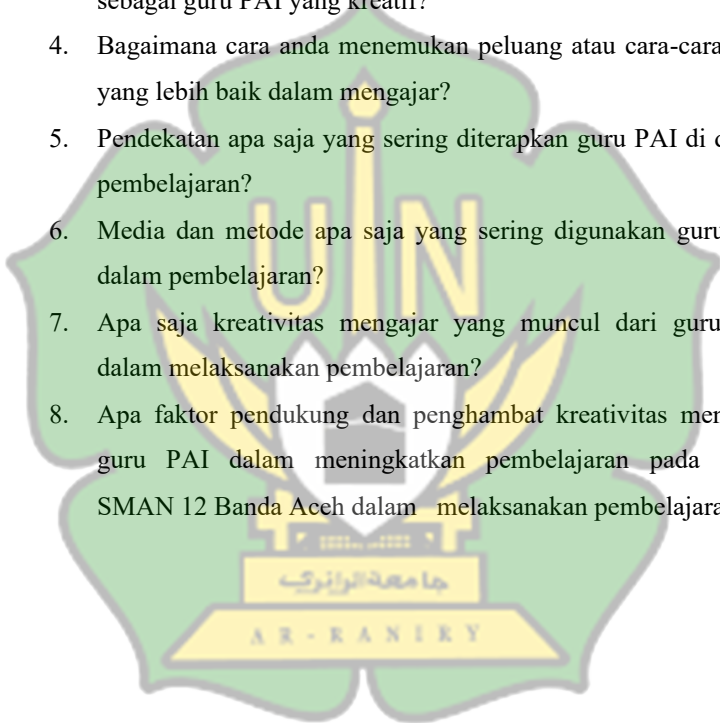 sebagai guru PAI yang kreatif?
4. Bagaimana cara anda menemukan peluang atau cara-cara
yang lebih baik dalam mengajar?
5. Pendekatan apa saja yang sering diterapkan guru PAI di
pembelajaran?
6. Media dan metode apa saja yang sering digunakan guru
dalam pembelajaran?
7. Apa saja kreativitas mengajar yang muncul dari guru
dalam melaksanakan pembelajaran?
8. Apa faktor pendukung dan penghambat kreativitas
guru PAI dalam meningkatkan pembelajaran pada
SMAN 12 Banda Aceh dalam melaksanakan
UIN
جامعة الرانري
AR-RANIRY